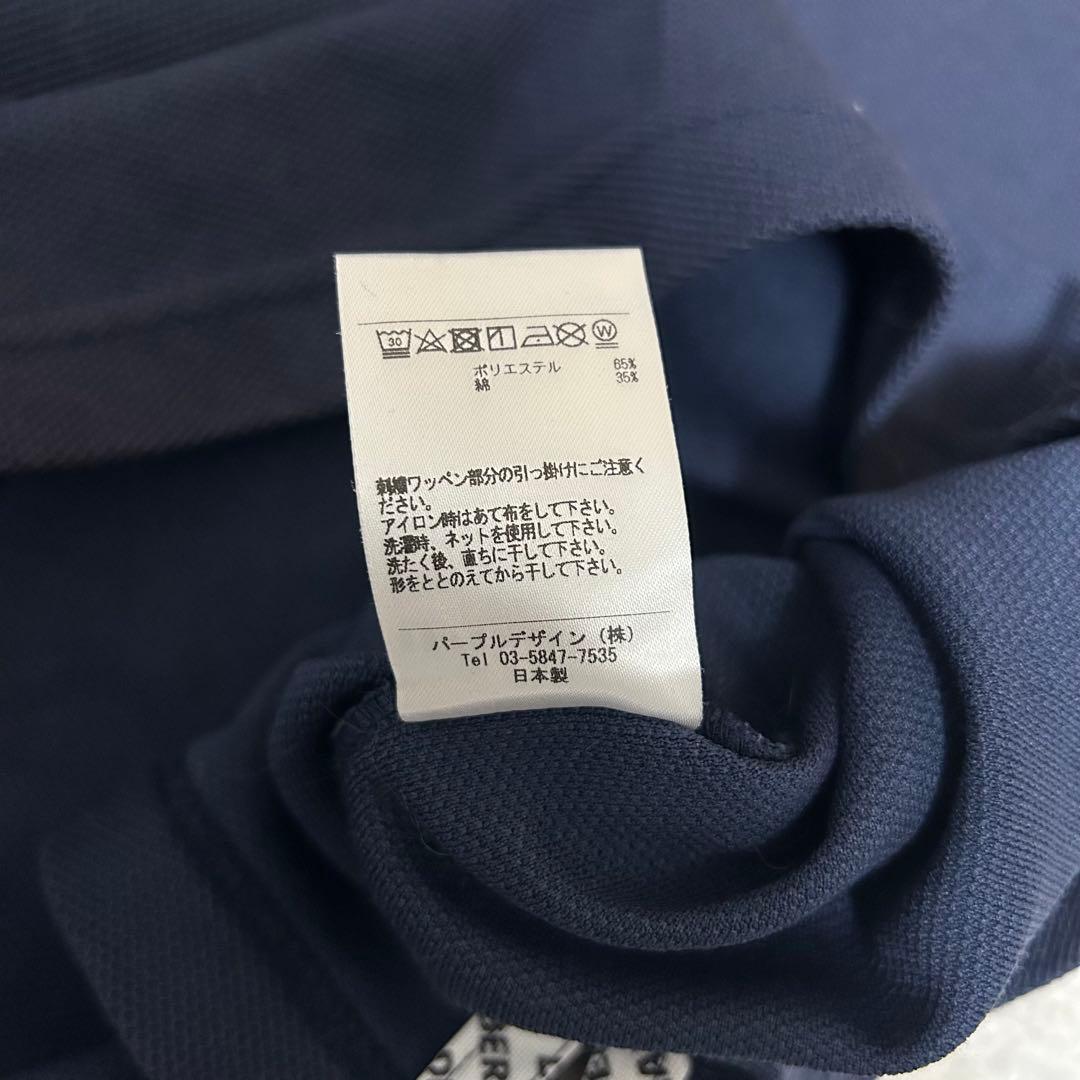 30
W
ポリエステル 65%
綿 35%
刺繍ワッペン部分の引っ掛けにご注意く
ださい。
アイロン時はあて布をして下さい。
洗濯時、ネットを使用して下さい。
洗たく後、直ちに干して下さい。
形をととのえてから干して下さい。
パープルデザイン（株）
Tel 03-5847-7535
日本製
BER